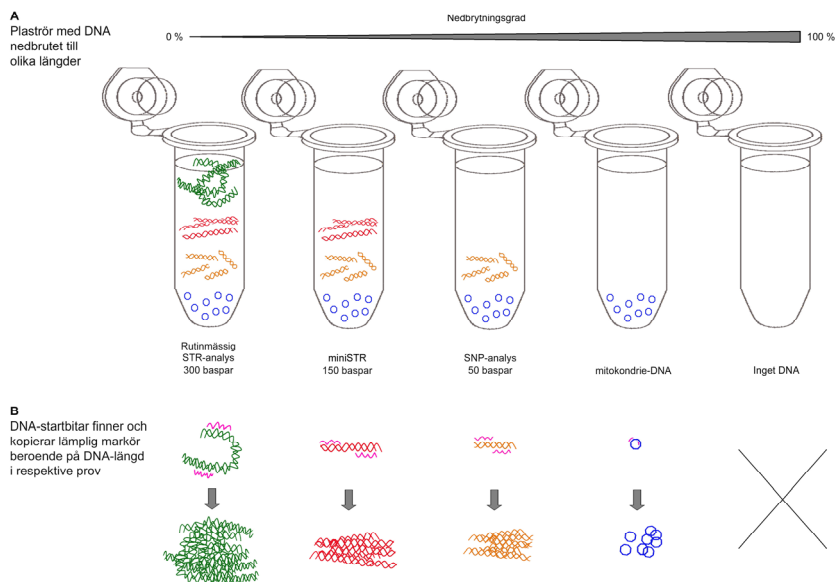 A
Nedbrytningsgrad
Plaströr med DNA
nedbrutet till
olika längder
0 %
100 %
Rutinmässig
STR-analys
300 baspar
miniSTR
150 baspar
SNP-analys
50 baspar
mitokondrie-DNA
Inget DNA
B
DNA-startbitar finner och
kopierar lämplig markör
beroende på DNA-längd
i respektive prov